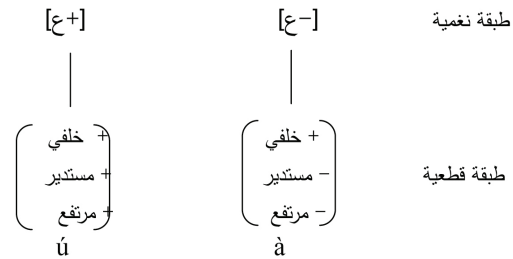 طبقة نغمية [−ع] [+ع]
+ خلفي + خلفي
طبقة قطعية − مستدير + مستدير
− مرتفع + مرتفع
à ú